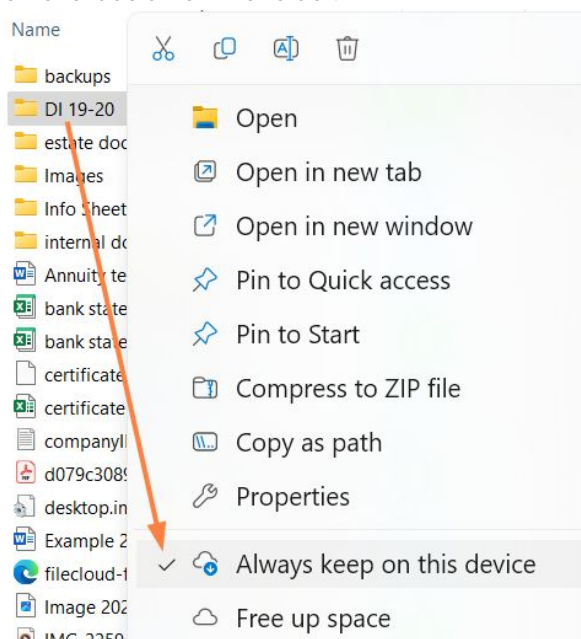 Name
backups
DI 19-20
estate doc
Images
Info Sheet
internal do
Annuity te
bank state
bank state
certificate
certificate
companyl
d079c3089
desktop.in
Example 2
filecloud-t
Image 202
IMG-2259
Open
Open in new tab
Open in new window
Pin to Quick access
Pin to Start
Compress to ZIP file
Copy as path
Properties
Always keep on this device
Free up space